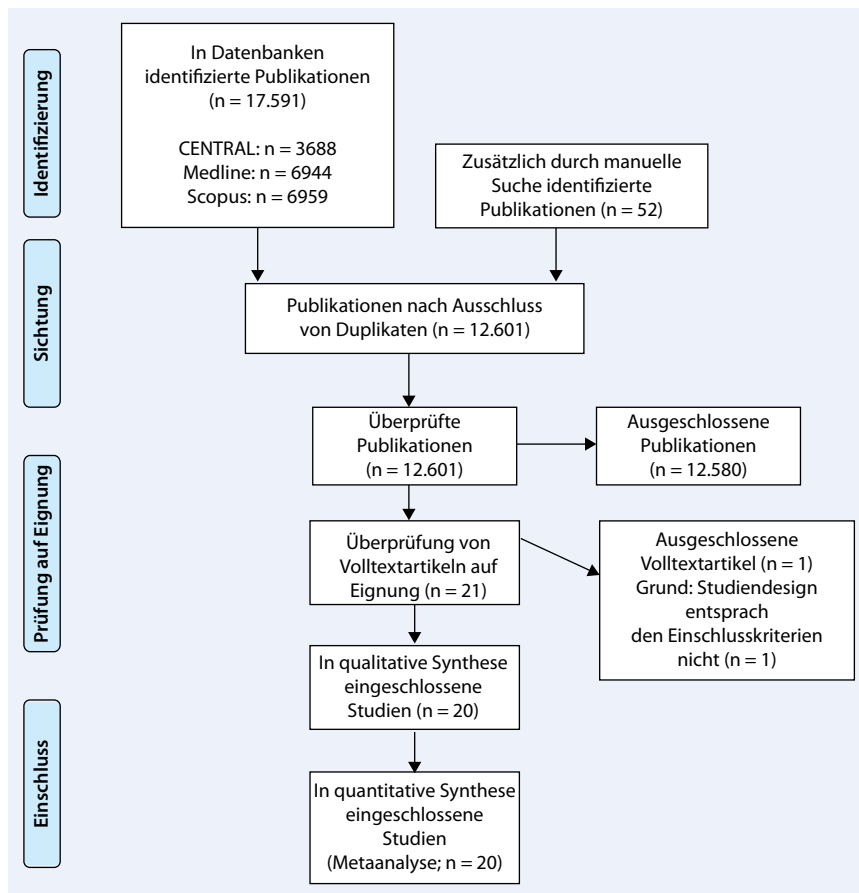 Identifizierung
In Datenbanken
identifizierte Publikationen
(n = 17.591)
CENTRAL: n = 3688
Medline: n = 6944
Scopus: n = 6959
Zusätzlich durch manuelle
Suche identifizierte
Publikationen (n = 52)
Sichtung
Publikationen nach Ausschluss
von Duplikaten (n = 12.601)
Überprüfte
Publikationen
(n = 12.601)
Ausgeschlossene
Publikationen
(n = 12.580)
Prüfung auf Eignung
Überprüfung von
Volltextartikeln auf
Eignung (n = 21)
Ausgeschlossene
Volltextartikel (n = 1)
Grund: Studiendesign
entsprach
den Einschlusskriterien
nicht (n = 1)
In qualitative Synthese
eingeschlossene
Studien (n = 20)
Einschluss
In quantitative Synthese
eingeschlossene
Studien
(Metaanalyse; n = 20)